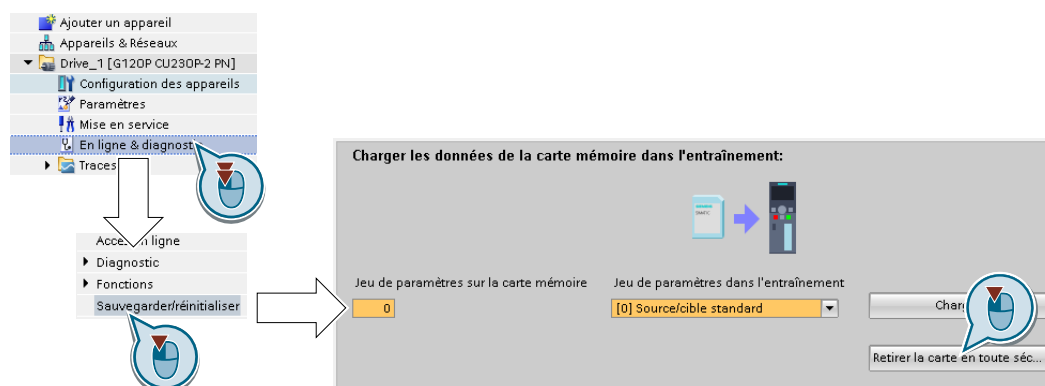 Ajouter un appareil
Appareils & Réseaux
Drive_1 [G120P CU230P-2 PN]
Configuration des appareils
Paramètres
Mise en service
En ligne &
Traces
ligne
Diagnostic
Fonctions
Sauvegarder/réinitialiser
Charger les données de la carte mémoire dans l'entraînement:
Jeu de paramètres sur la carte mémoire
Jeu de paramètres dans l'entraînement
0
[0] Source/cible standard
Retirer la carte en toute séc...